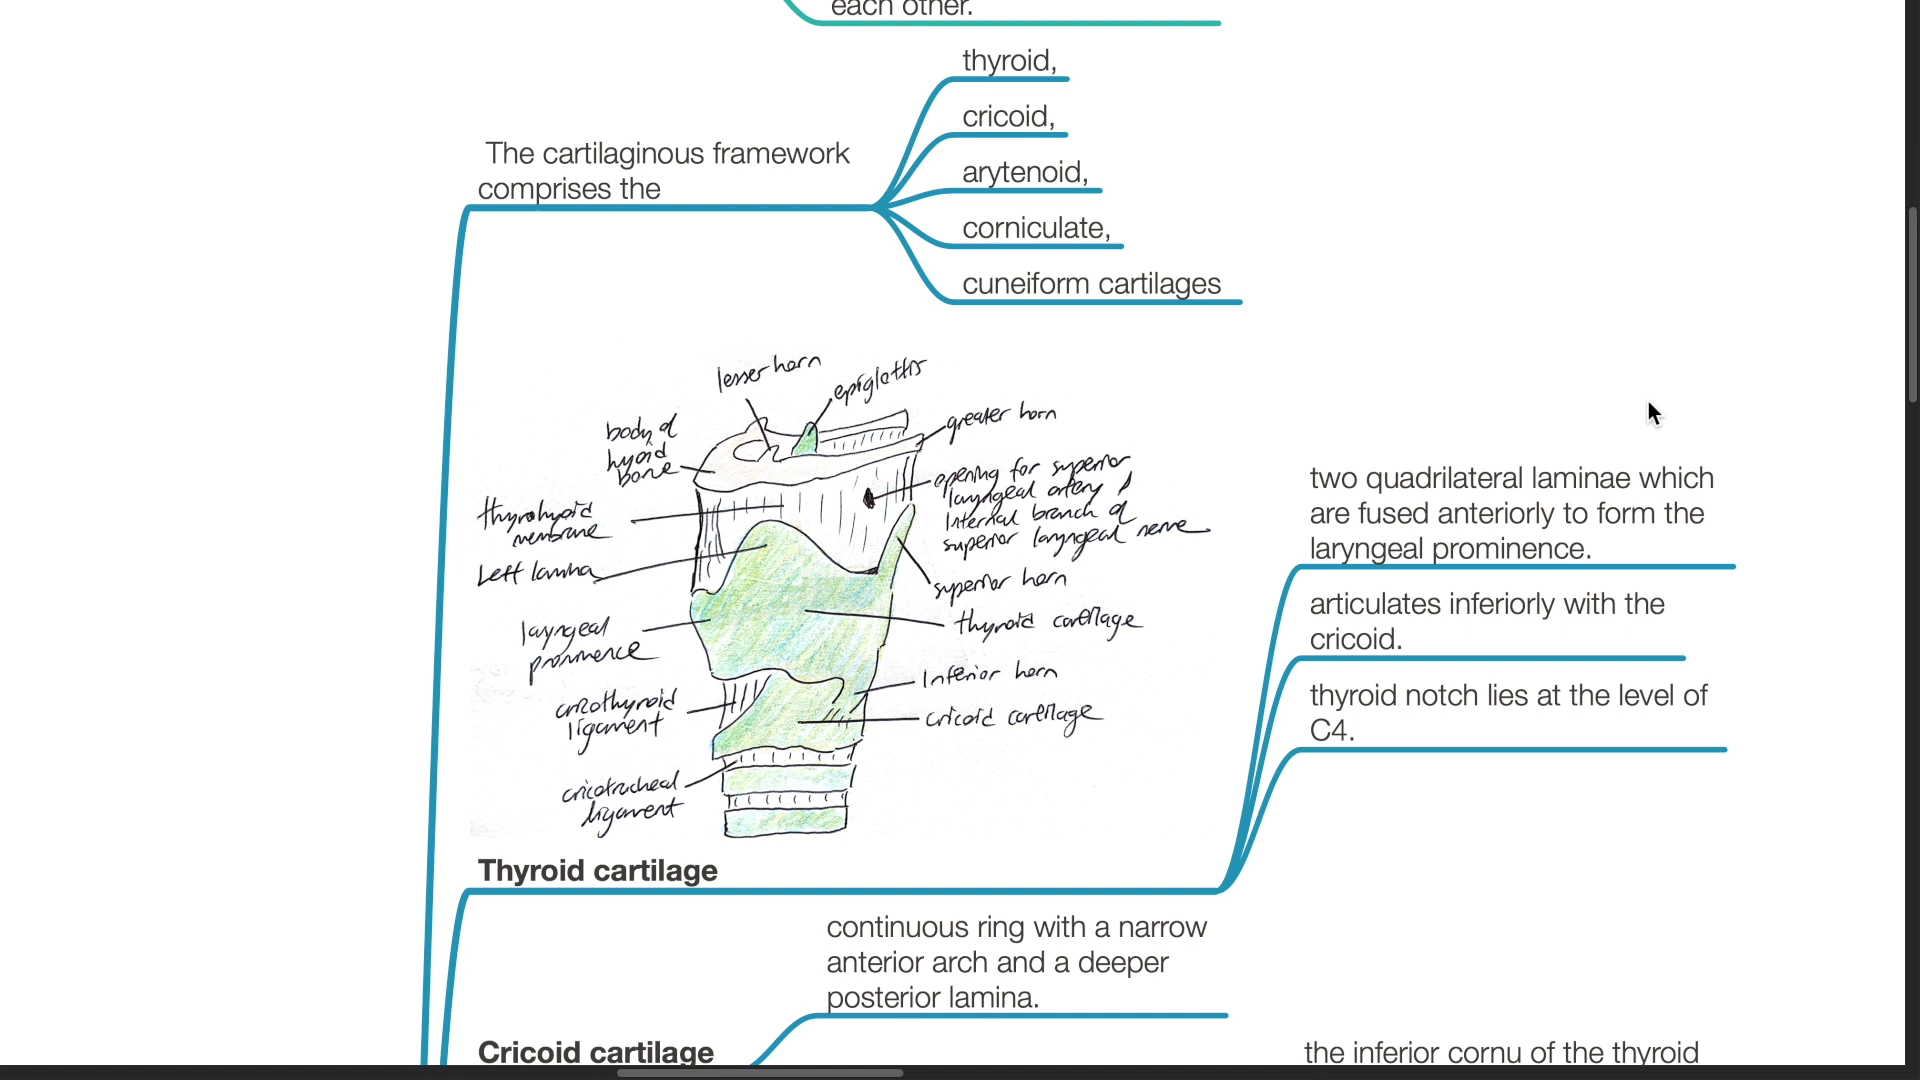 each other.
thyroid,
cricoid,
The cartilaginous framework
comprises the
arytenoid,
corniculate,
cuneiform cartilages
lesser horn
epiglottis
greater horn
body of
hyoid
bone
opening for superior
laryngeal artery &
internal branch of
superior laryngeal nerve
thyrohyoid
membrane
Left lamina
superior horn
thyroid cartilage
laryngeal
prominence
Inferior horn
cricoid cartilage
cricothyroid
ligament
cricotracheal
ligament
two quadrilateral laminae which
are fused anteriorly to form the
laryngeal prominence.
articulates inferiorly with the
cricoid.
thyroid notch lies at the level of
C4.
Thyroid cartilage
continuous ring with a narrow
anterior arch and a deeper
posterior lamina.
Cricoid cartilage
the inferior cornu of the thyroid